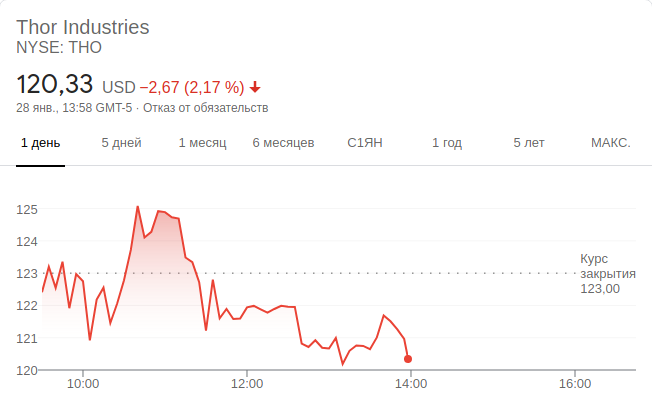 Thor Industries
NYSE: THO
120,33 USD −2,67 (2,17 %)
28 янв., 13:58 GMT-5 · Отказ от обязательств
1 день 5 дней 1 месяц 6 месяцев С1ЯН 1 год 5 лет МАКС.
125
124
123
122
121
120
Курс
закрытия
123,00
10:00 12:00 14:00 16:00